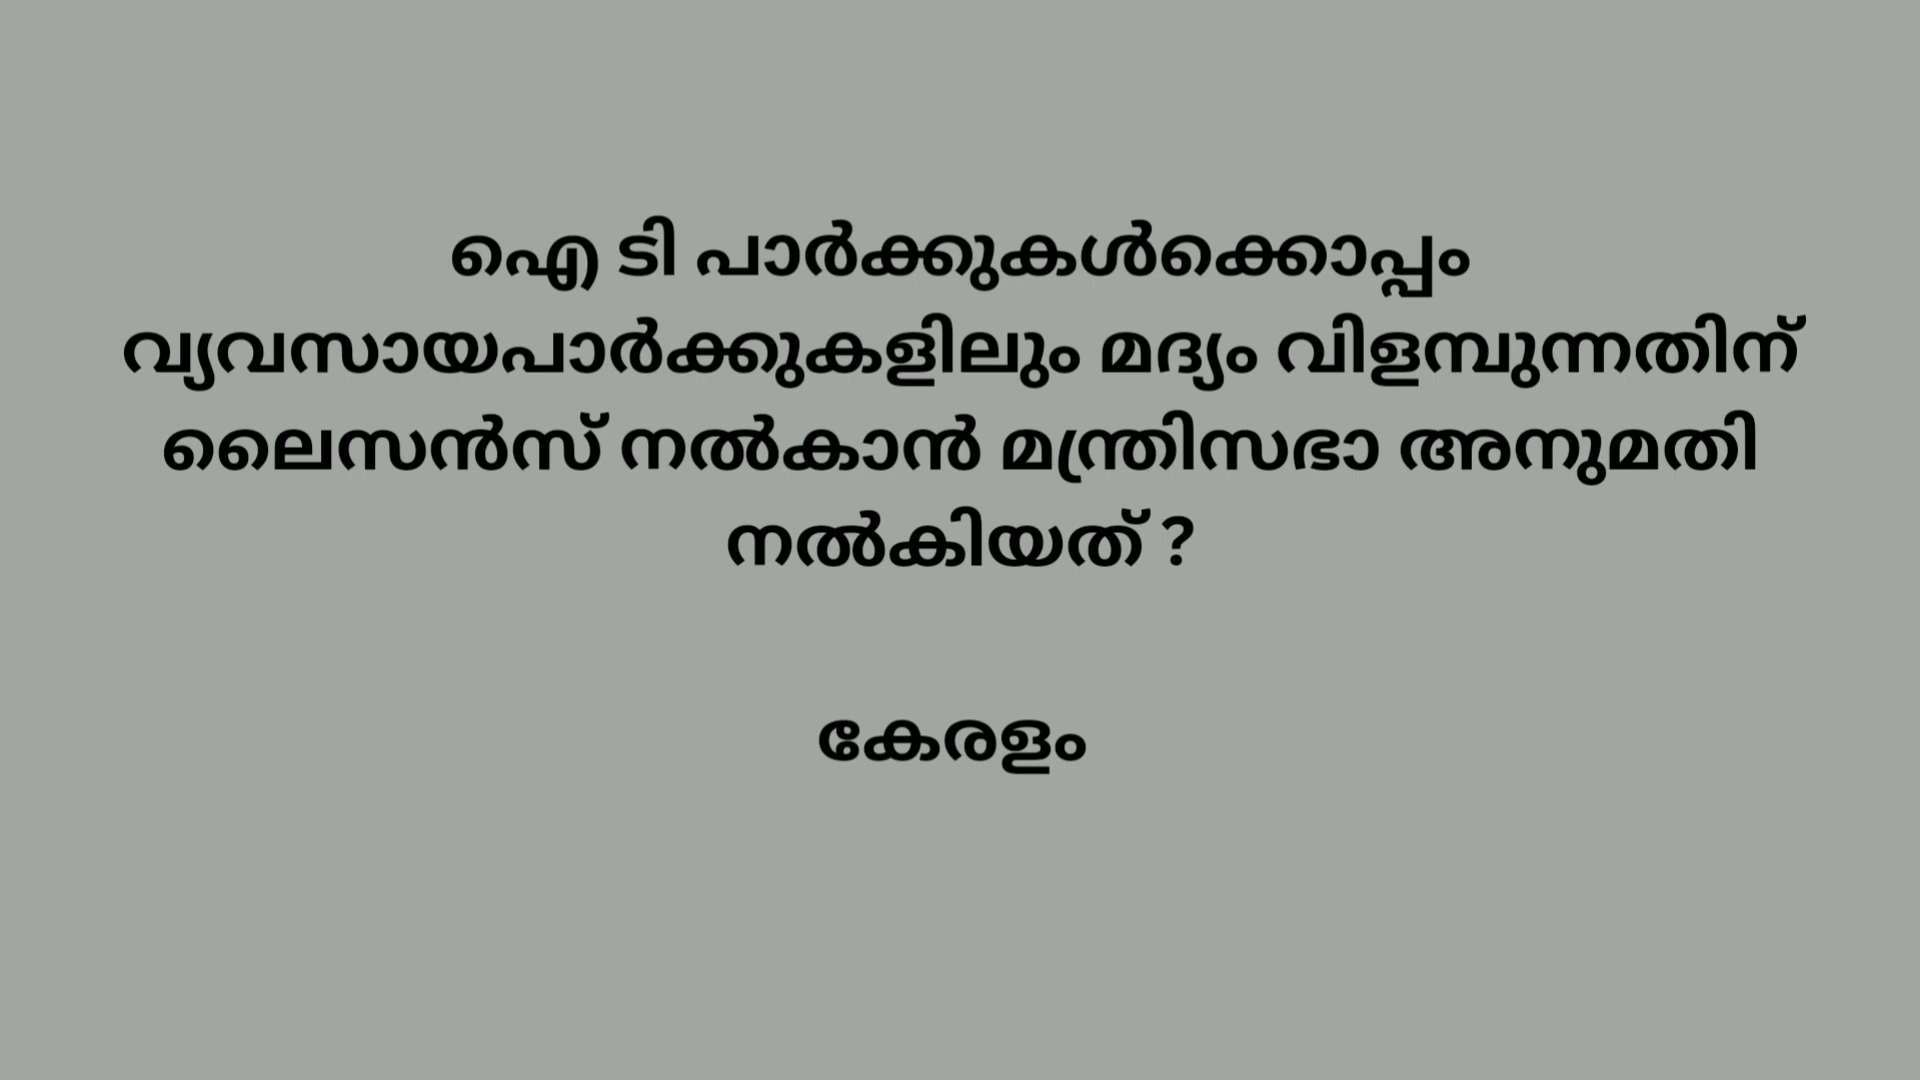 ഐ ടി പാർക്കുകൾക്കൊപ്പം
വ്യവസായപാർക്കുകളിലും മദ്യം വിളമ്പുന്നതിന്
ലൈസൻസ് നൽകാൻ മന്ത്രിസഭാ അനുമതി
നൽകിയത് ?
കേരളം